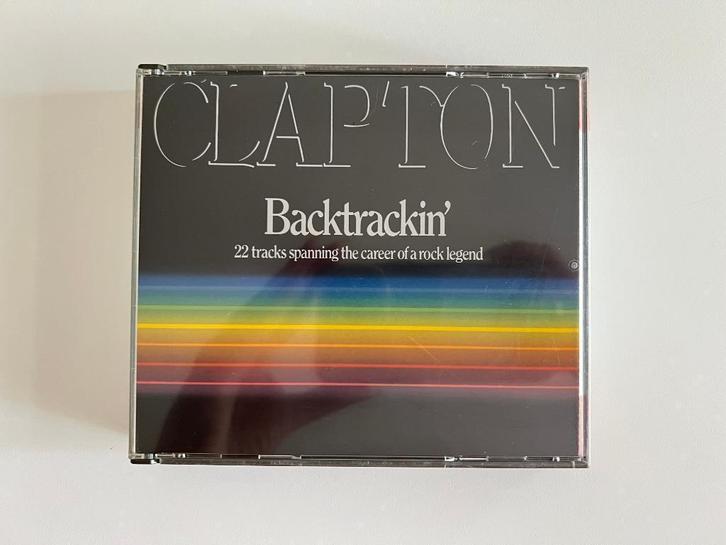 CLAPTON
Backtrackin'
22 tracks spanning the career of a rock legend